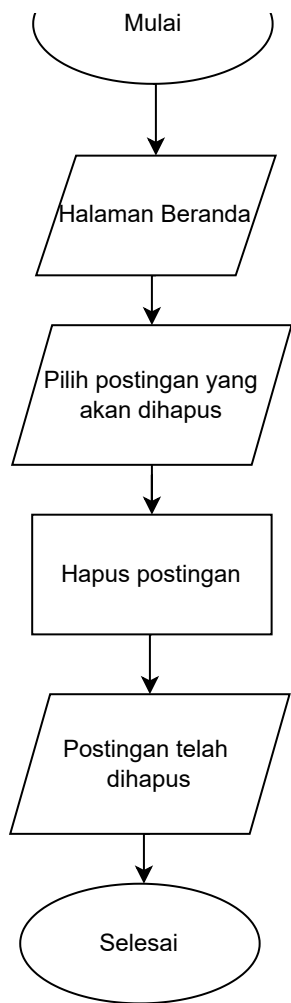 Mulai
Halaman Beranda
Pilih postingan yang
akan dihapus
Hapus postingan
Postingan telah
dihapus
Selesai